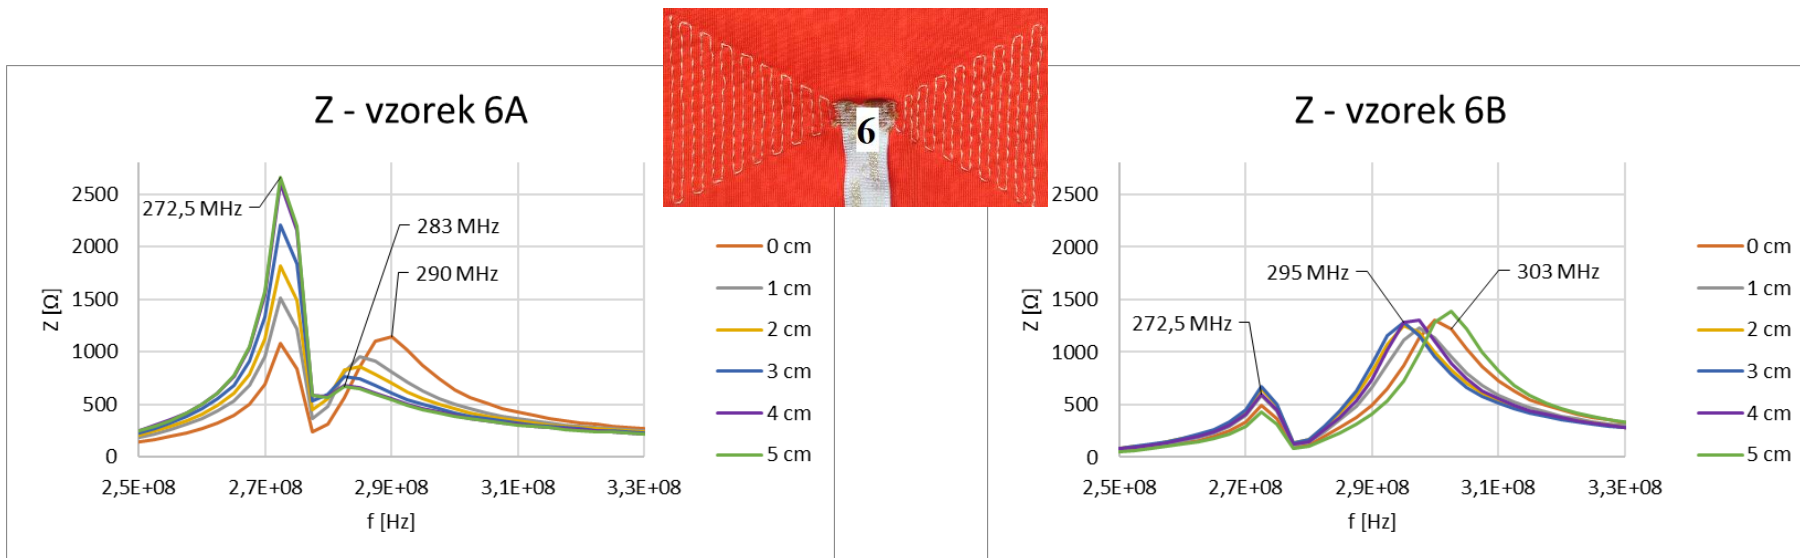 Z - vzorek 6A
2500
2000
1500
1000
500
0
Z [Ω]
2,5E+08 2,7E+08 2,9E+08 3,1E+08 3,3E+08
f [Hz]
272,5 MHz
283 MHz
290 MHz
0 cm
1 cm
2 cm
3 cm
4 cm
5 cm
6
Z - vzorek 6B
2500
2000
1500
1000
500
0
Z [Ω]
2,5E+08 2,7E+08 2,9E+08 3,1E+08 3,3E+08
f [Hz]
272,5 MHz
295 MHz
303 MHz
0 cm
1 cm
2 cm
3 cm
4 cm
5 cm